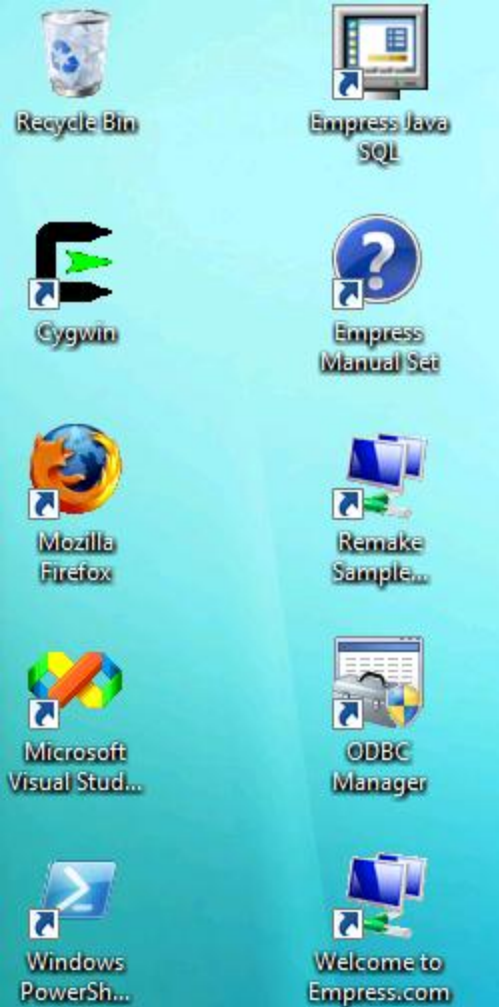 Recycle Bin
Cygwin
Mozilla
Firefox
Microsoft
Visual Stud...
Windows
PowerSh...
Empress Java
SQL
Empress
Manual Set
Remake
Sample...
ODBC
Manager
Welcome to
Empress.com